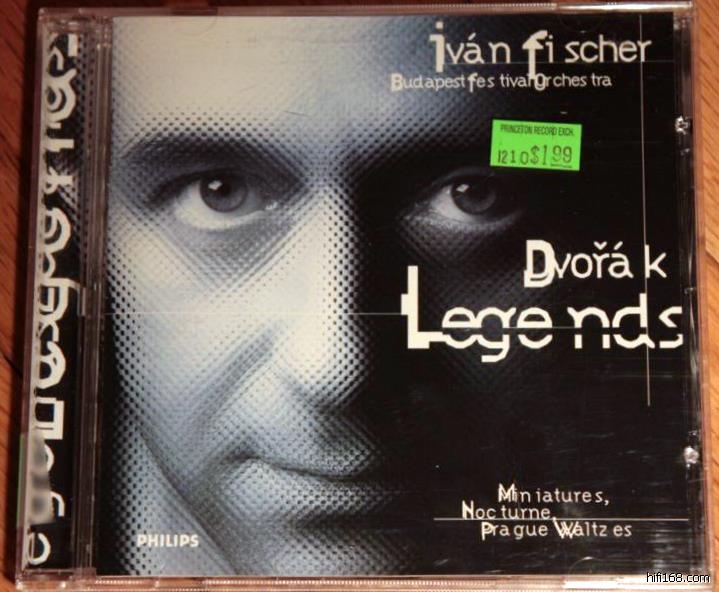 Iván Fischer
Budapest Festival Orchestra
PRINCETON RECORD EXCH.
1210 $1.99
Dvořák
Legends
Miniatures,
Nocturne,
Prague Waltzes
PHILIPS
hifi168.com